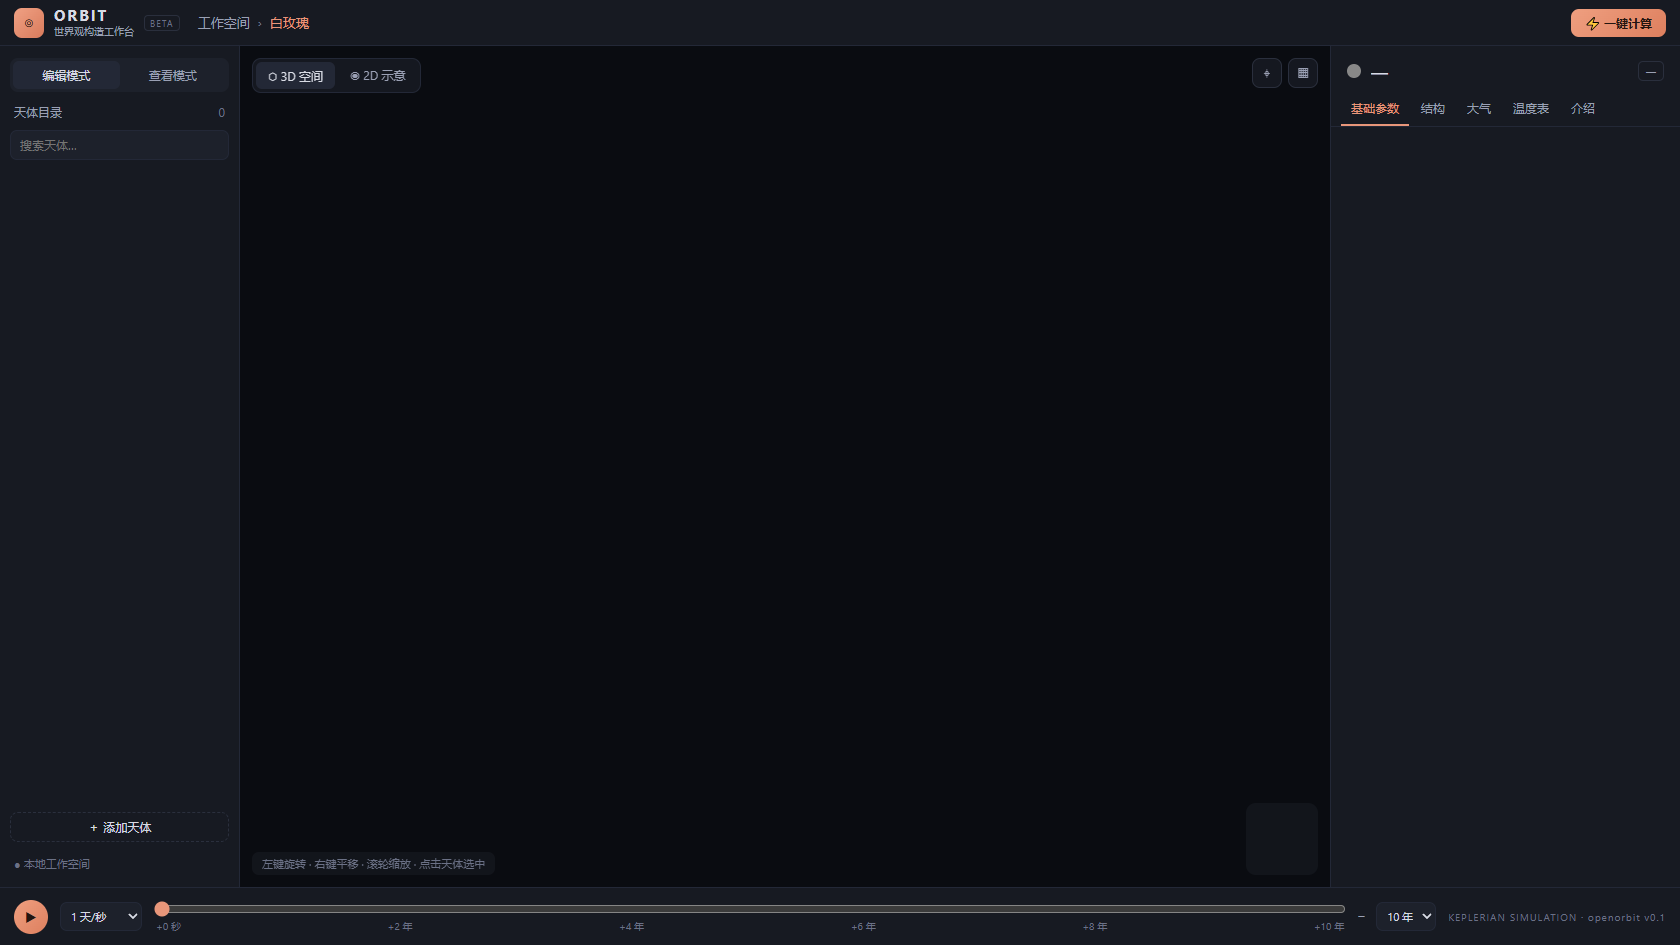 ORBIT
世界观构造工作台
BETA
工作空间 › 白玫瑰
⚡ 一键计算
编辑模式
查看模式
天体目录
0
搜索天体...
+ 添加天体
● 本地工作空间
⬡ 3D 空间
◉ 2D 示意
⌖
▦
左键旋转 · 右键平移 · 滚轮缩放 · 点击天体选中
—
—
基础参数
结构
大气
温度表
介绍
▶
1 天/秒
+0 秒
+2 年
+4 年
+6 年
+8 年
+10 年
—
10 年
KEPLERIAN SIMULATION · openorbit v0.1